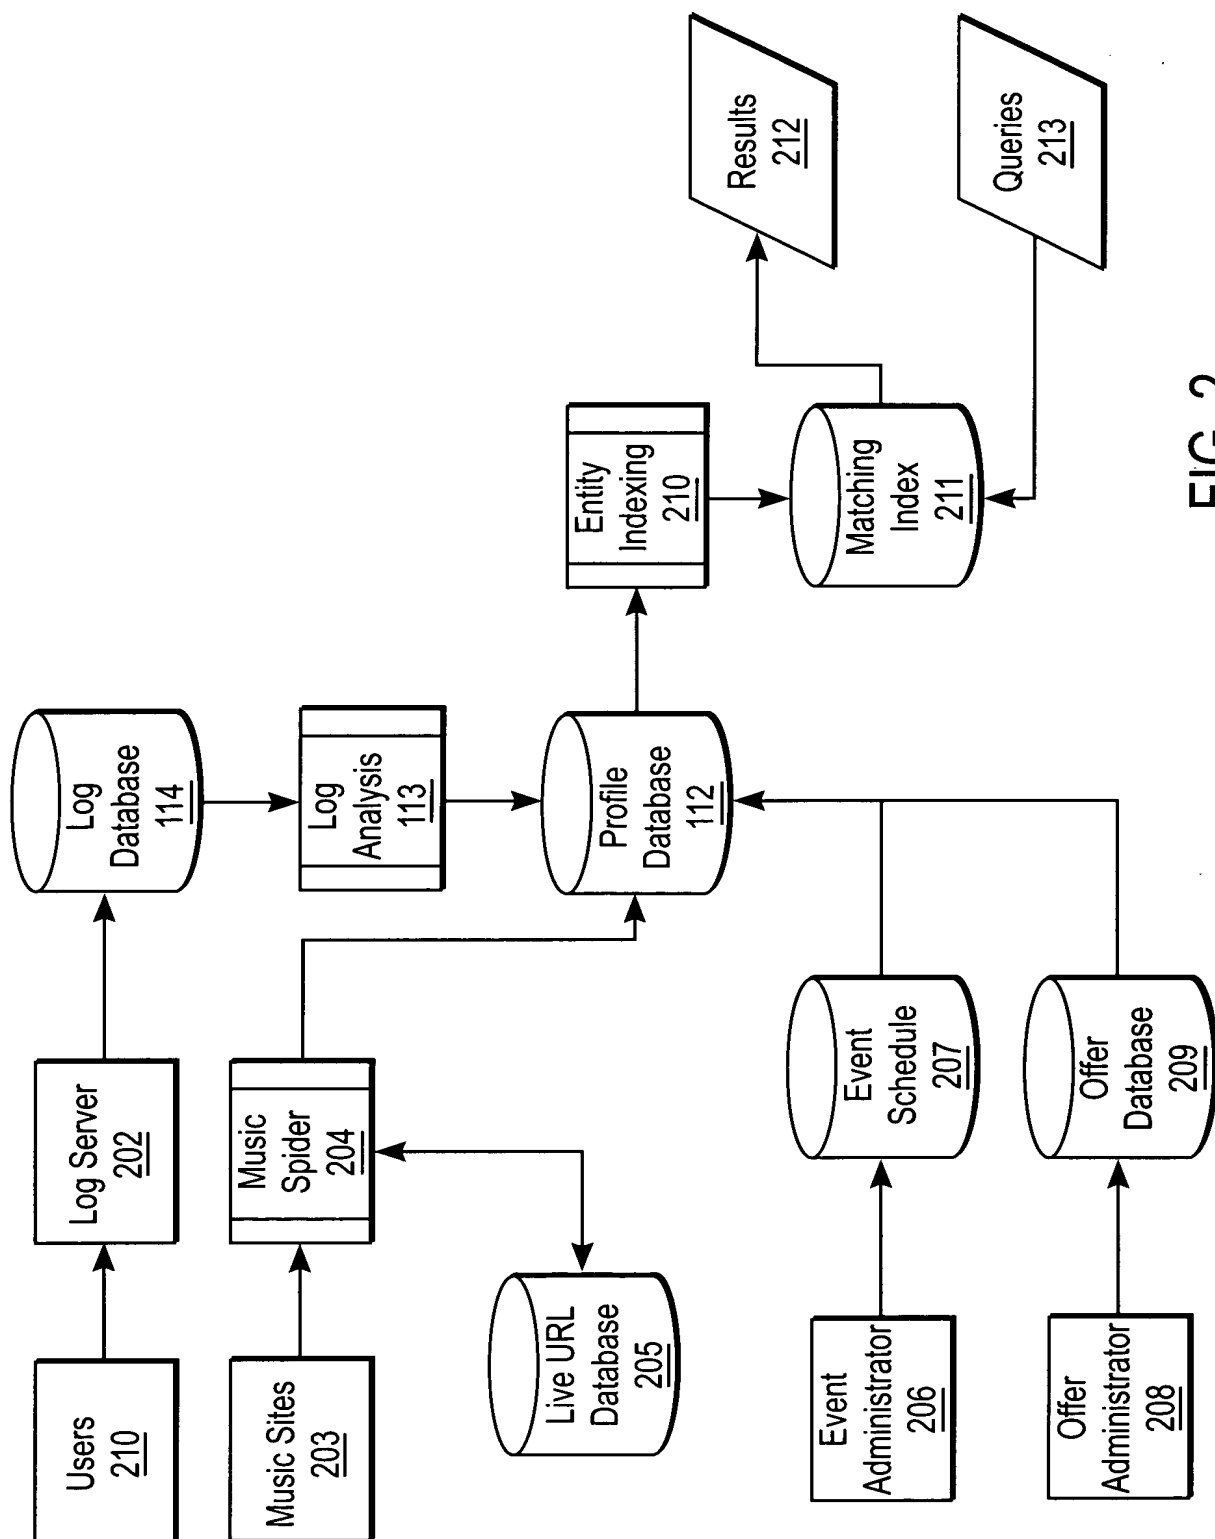 Users
210
Log Server
202
Log
Database
114
Music Sites
203
Music
Spider
204
Log
Analysis
113
Live URL
Database
205
Profile
Database
112
Entity
Indexing
210
Results
212
Event
Administrator
206
Event
Schedule
207
Matching
Index
211
Queries
213
Offer
Administrator
208
Offer
Database
209
FIG. 2